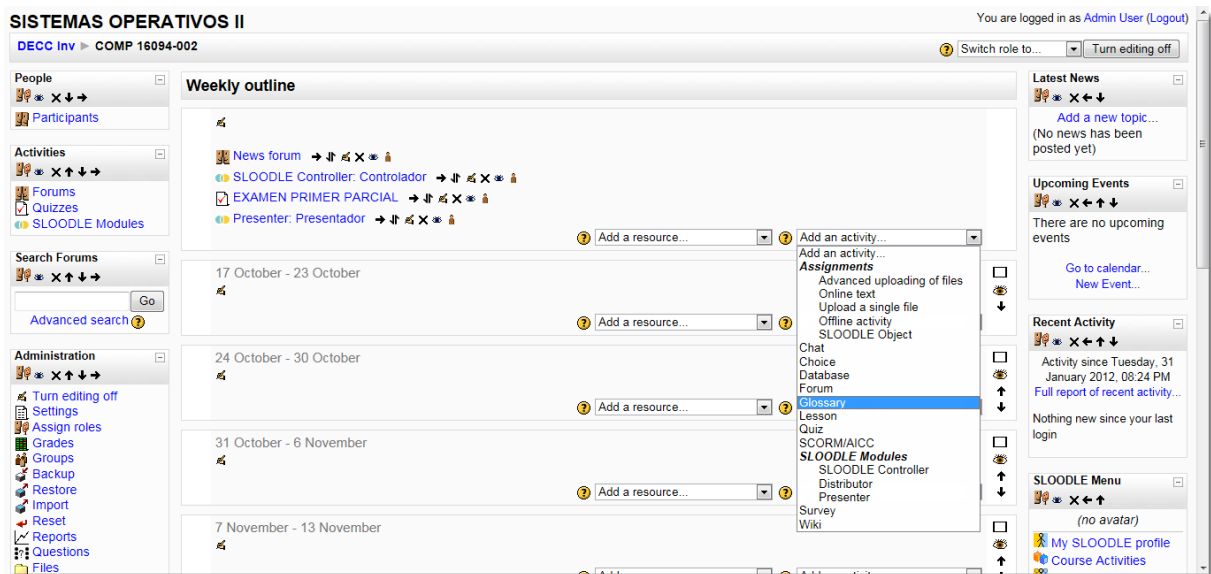 SISTEMAS OPERATIVOS II
You are logged in as Admin User (Logout)
DECC Inv ► COMP 16094-002
Switch role to...
Turn editing off
People
Participants
Activities
Forums
Quizzes
SLOODLE Modules
Search Forums
Go
Advanced search
Administration
Turn editing off
Settings
Assign roles
Grades
Groups
Backup
Restore
Import
Reset
Reports
Questions
Files
Weekly outline
News forum
SLOODLE Controller: Controlador
EXAMEN PRIMER PARCIAL
Presenter: Presentador
Add a resource...
Add an activity...
Add an activity...
Assignments
Advanced uploading of files
Online text
Upload a single file
Offline activity
SLOODLE Object
Chat
Choice
Database
Forum
Glossary
Lesson
Quiz
SCORM/AICC
SLOODLE Modules
SLOODLE Controller
Distributor
Presenter
Survey
Wiki
17 October - 23 October
Add a resource...
24 October - 30 October
Add a resource...
31 October - 6 November
Add a resource...
7 November - 13 November
Latest News
Add a new topic...
(No news has been
posted yet)
Upcoming Events
There are no upcoming
events
Go to calendar...
New Event...
Recent Activity
Activity since Tuesday, 31
January 2012, 08:24 PM
Full report of recent activity...
Nothing new since your last
login
SLOODLE Menu
(no avatar)
My SLOODLE profile
Course Activities